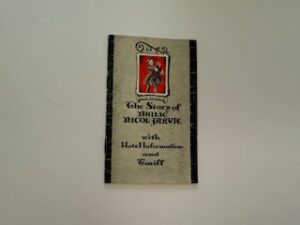 The Story of
BAILIE
NICOL JARVIE
with
Hotel Information
and
Tariff